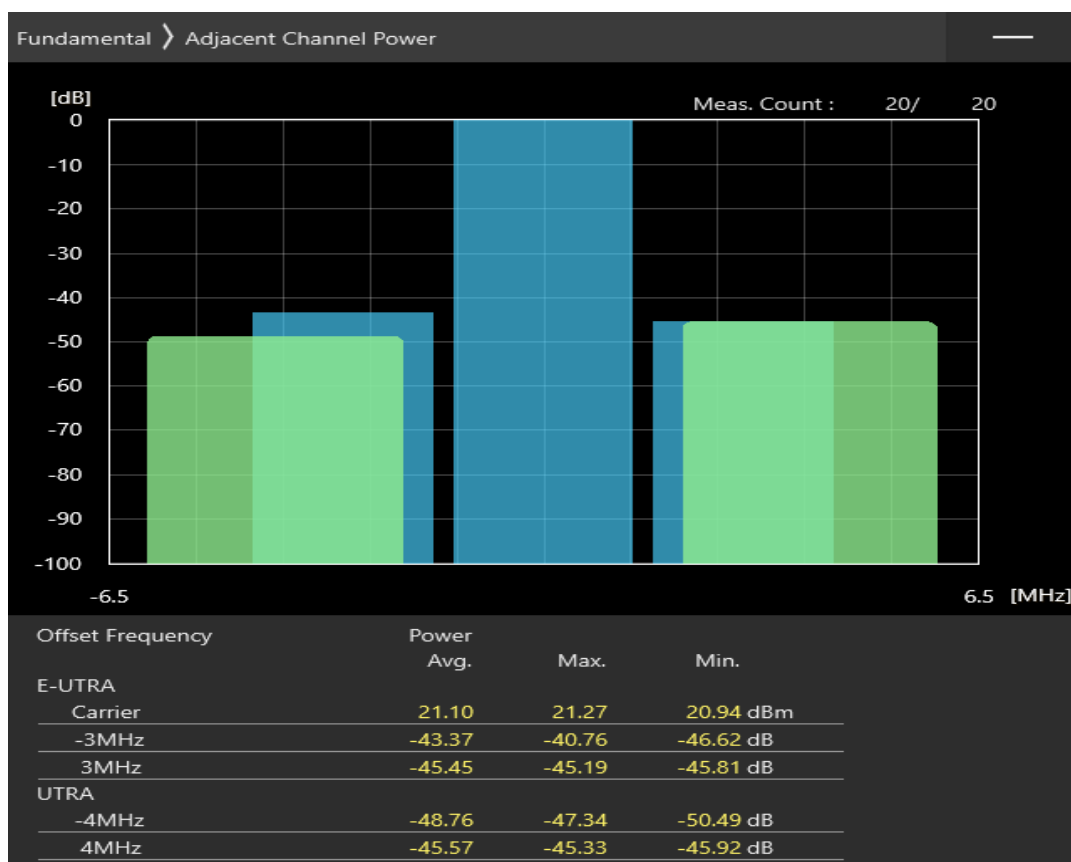 Fundamental 〉 Adjacent Channel Power
[dB]
Meas. Count : 20/ 20
0
-10
-20
-30
-40
-50
-60
-70
-80
-90
-100
-6.5 6.5 [MHz]
Offset Frequency Power
Avg. Max. Min.
E-UTRA
Carrier 21.10 21.27 20.94 dBm
-3MHz -43.37 -40.76 -46.62 dB
3MHz -45.45 -45.19 -45.81 dB
UTRA
-4MHz -48.76 -47.34 -50.49 dB
4MHz -45.57 -45.33 -45.92 dB